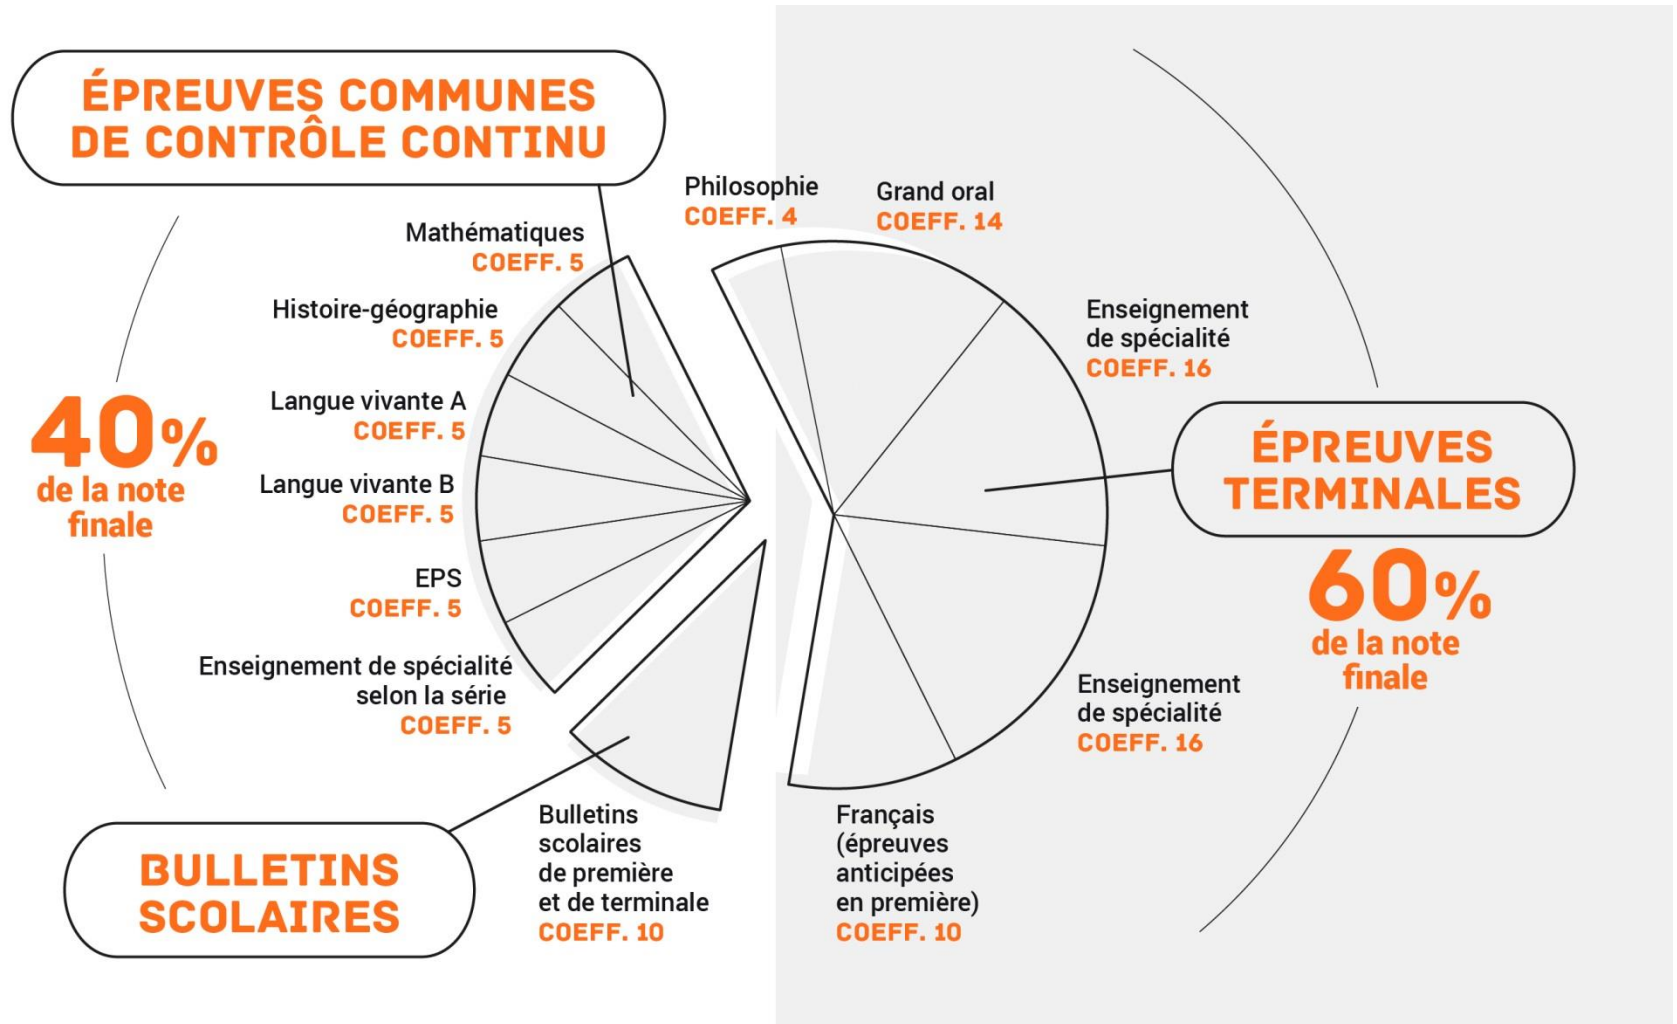 ÉPREUVES COMMUNES
DE CONTRÔLE CONTINU
Mathématiques
COEFF. 5
Histoire-géographie
COEFF. 5
Langue vivante A
COEFF. 5
Langue vivante B
COEFF. 5
EPS
COEFF. 5
Enseignement de spécialité
selon la série
COEFF. 5
40%
de la note
finale
BULLETINS
SCOLAIRES
Bulletins
scolaires
de première
et de terminale
COEFF. 10
Philosophie
COEFF. 4
Grand oral
COEFF. 14
Enseignement
de spécialité
COEFF. 16
ÉPREUVES
TERMINALES
60%
de la note
finale
Enseignement
de spécialité
COEFF. 16
Français
(épreuves
anticipées
en première)
COEFF. 10